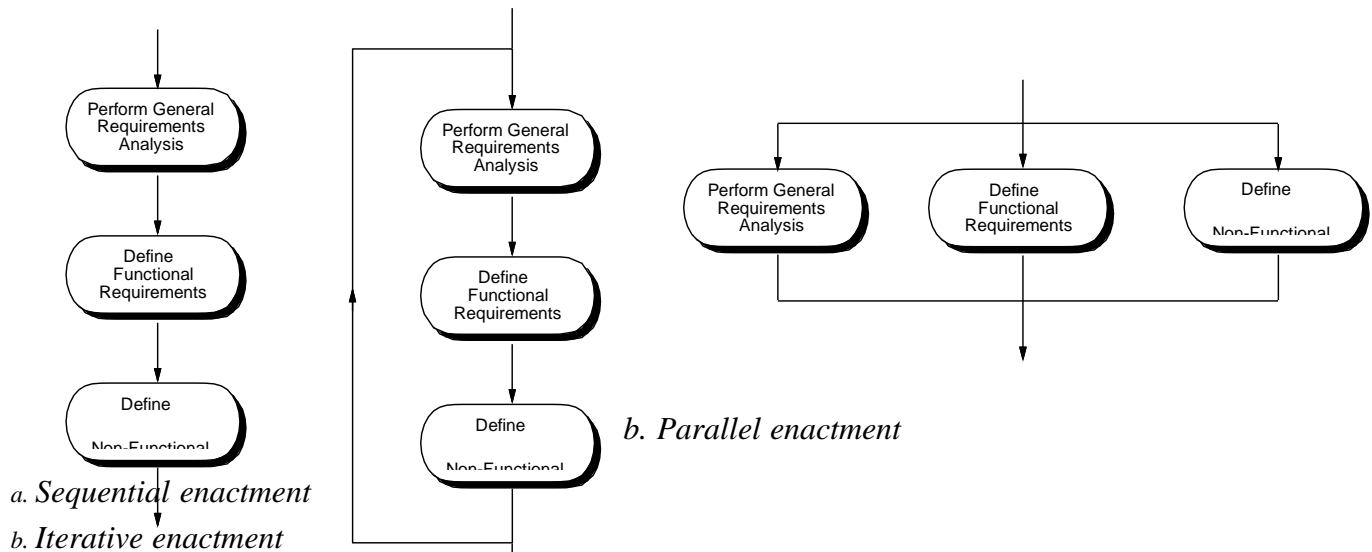 Perform General
Requirements
Analysis
Define
Functional
Requirements
Define
Non-Functional
a. Sequential enactment
b. Iterative enactment
Perform General
Requirements
Analysis
Define
Functional
Requirements
Define
Non-Functional
Perform General
Requirements
Analysis
Define
Functional
Requirements
Define
Non-Functional
b. Parallel enactment